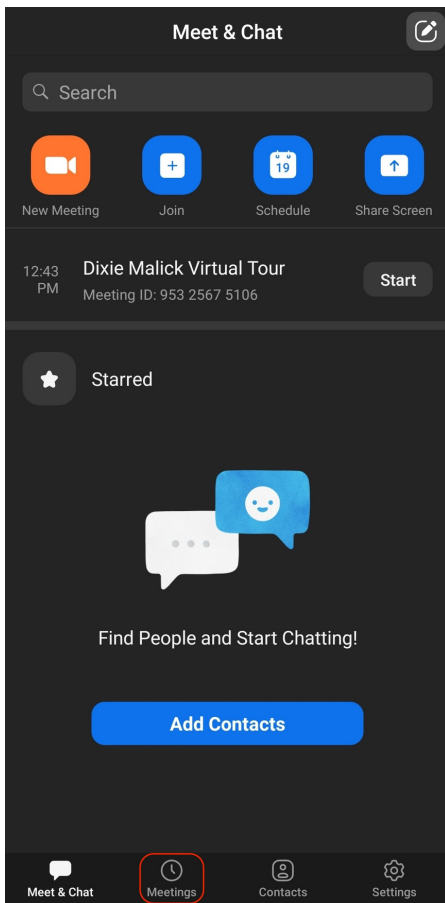 Meet & Chat
Search
19
New Meeting
Join
Schedule
Share Screen
12:43
PM
Dixie Malick Virtual Tour
Meeting ID: 953 2567 5106
Start
Starred
Find People and Start Chatting!
Add Contacts
Meet & Chat
Meetings
Contacts
Settings